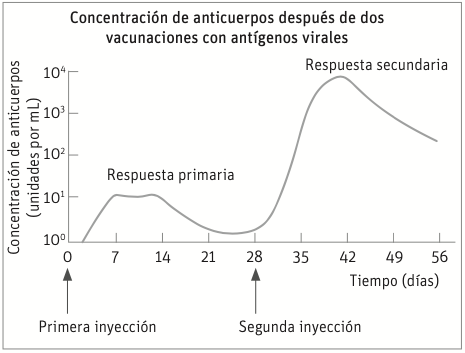 Concentración de anticuerpos después de dos
vacunaciones con antígenos virales
Concentración de anticuerpos
(unidades por mL)
10⁴
10³
10²
10¹
10⁰
Respuesta secundaria
Respuesta primaria
0 7 14 21 28 35 42 49 56
Tiempo (días)
Primera inyección
Segunda inyección